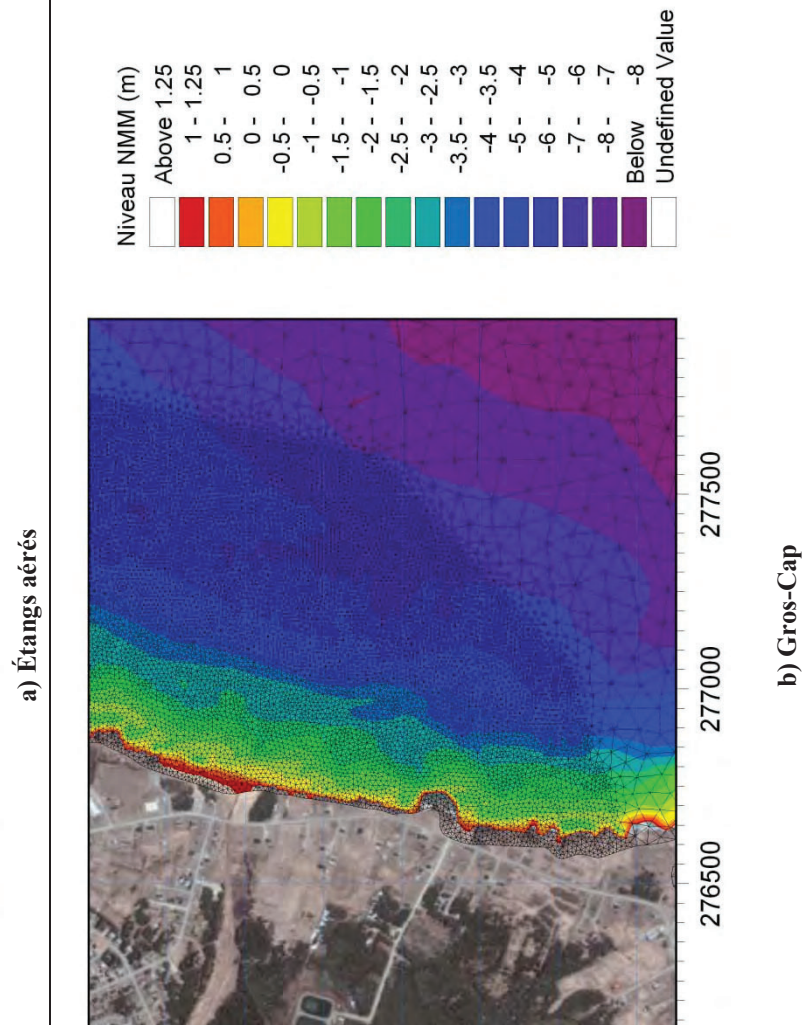 a) Étangs aérés
Niveau NMM (m)
Above 1.25
1 - 1.25
0.5 - 1
0 - 0.5
-0.5 - 0
-1 - -0.5
-1.5 - -1
-2 - -1.5
-2.5 - -2
-3 - -2.5
-3.5 - -3
-4 - -3.5
-5 - -4
-6 - -5
-7 - -6
-8 - -7
Below -8
Undefined Value
276500 277000 277500
b) Gros-Cap